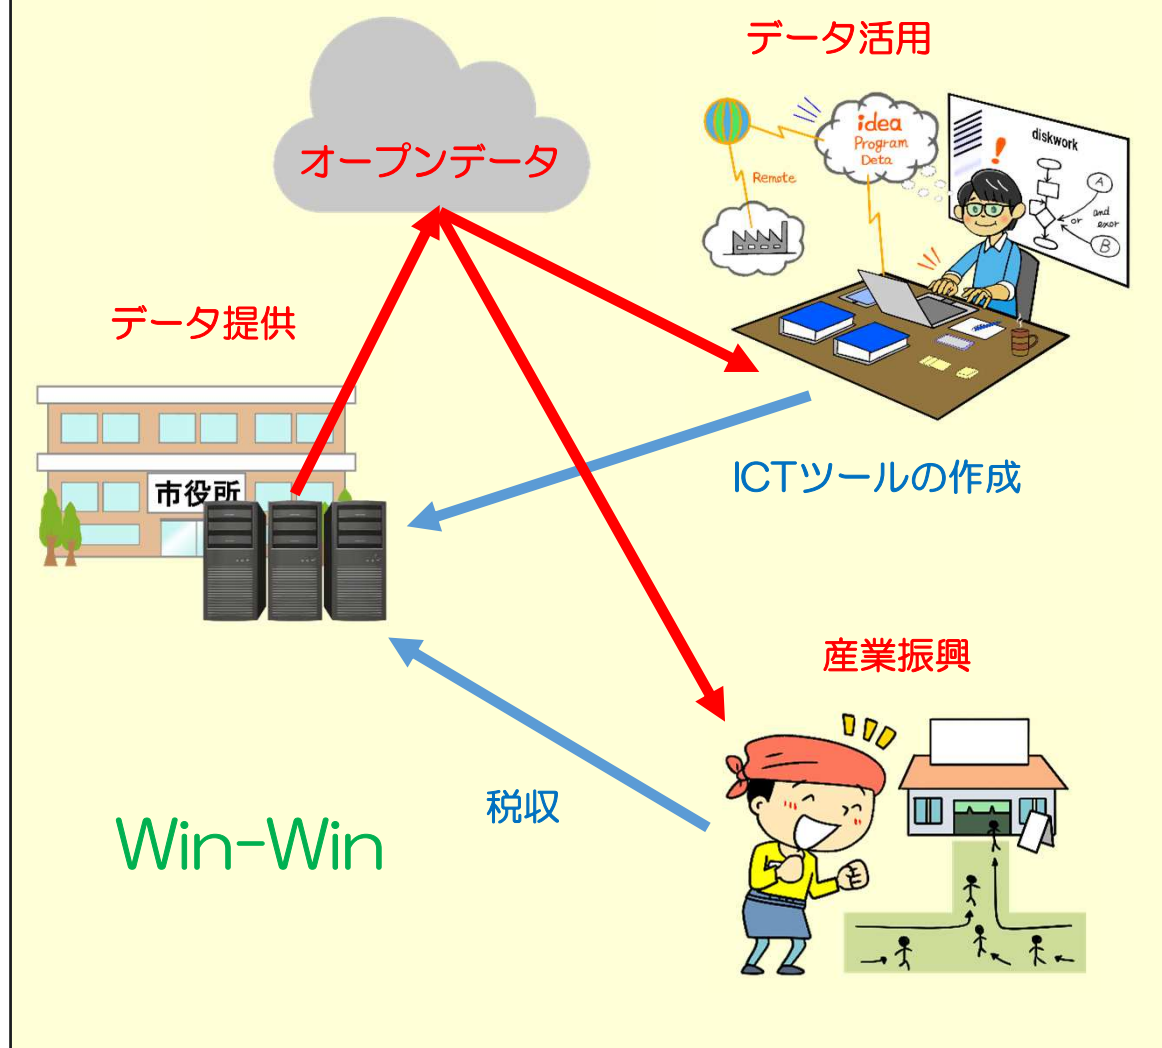 データ活用
オープンデータ
idea
Program
Deta
Remote
diskwork
!
A
and
or
exor
B
データ提供
市役所
ICTツールの作成
産業振興
税収
Win-Win